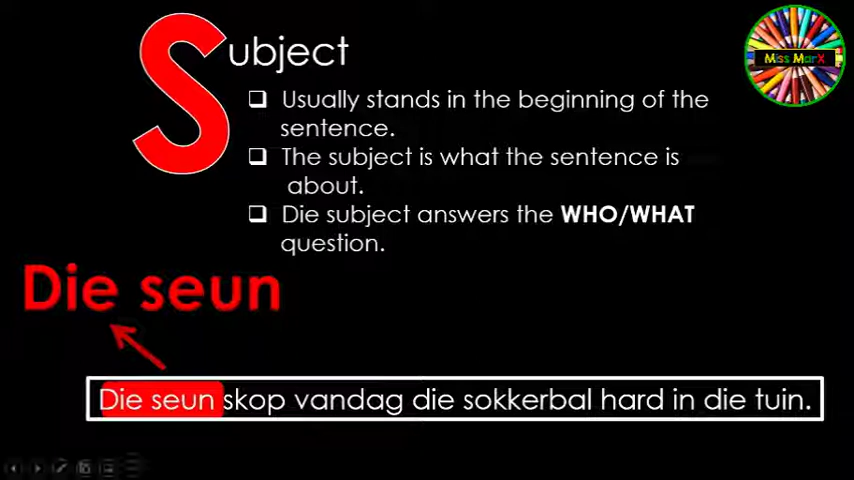 Subject
Miss MarX
❑ Usually stands in the beginning of the
sentence.
❑ The subject is what the sentence is
about.
❑ Die subject answers the WHO/WHAT
question.
Die seun
Die seun skop vandag die sokkerbal hard in die tuin.